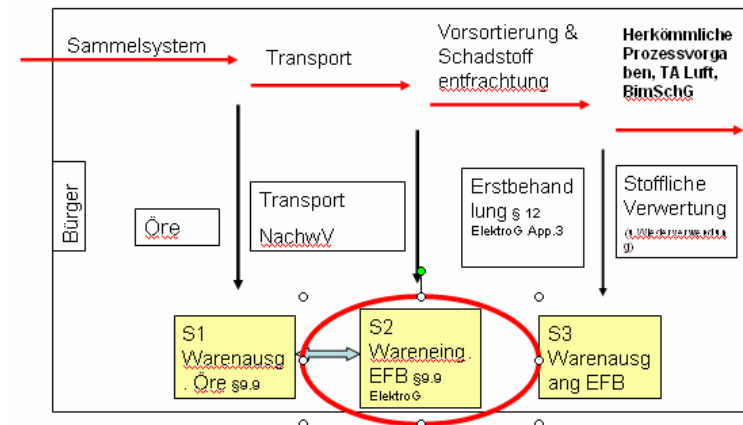 Sammelsystem
Transport
Vorsortierung &
Schadstoff
entfrachtung
Herkömmliche
Prozessvorga
ben, TA Luft,
BimSchG
Bürger
Öre
Transport
NachwV
Erstbehand
lung § 12
ElektroG App.3
Stoffliche
Verwertung
S1
Warenausg
. Öre §9.9
S2
Wareneing.
EFB §9.9
ElektroG
S3
Warenausg
ang EFB